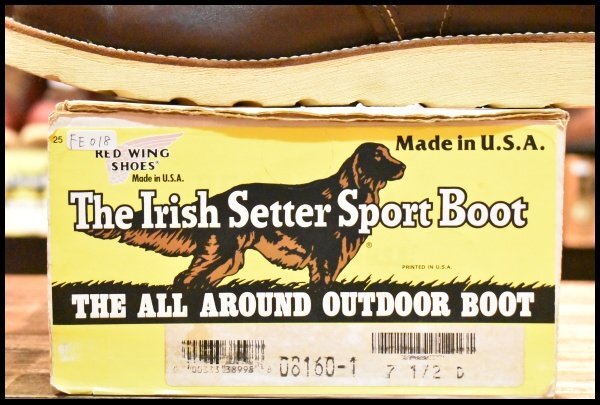 25
FE018
RED WING
SHOES
Made in U.S.A.
Made in U.S.A.
The Irish Setter Sport Boot
®
PRINTED IN U.S.A.
THE ALL AROUND OUTDOOR BOOT
08160-1
7 1/2 D